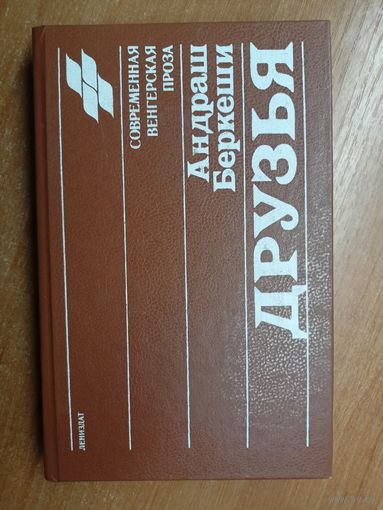 СОВРЕМЕННАЯ
ВЕНГЕРСКАЯ
ПРОЗА
Андраш
Беркеши
ДРУЗЬЯ
ЛЕНИЗДАТ